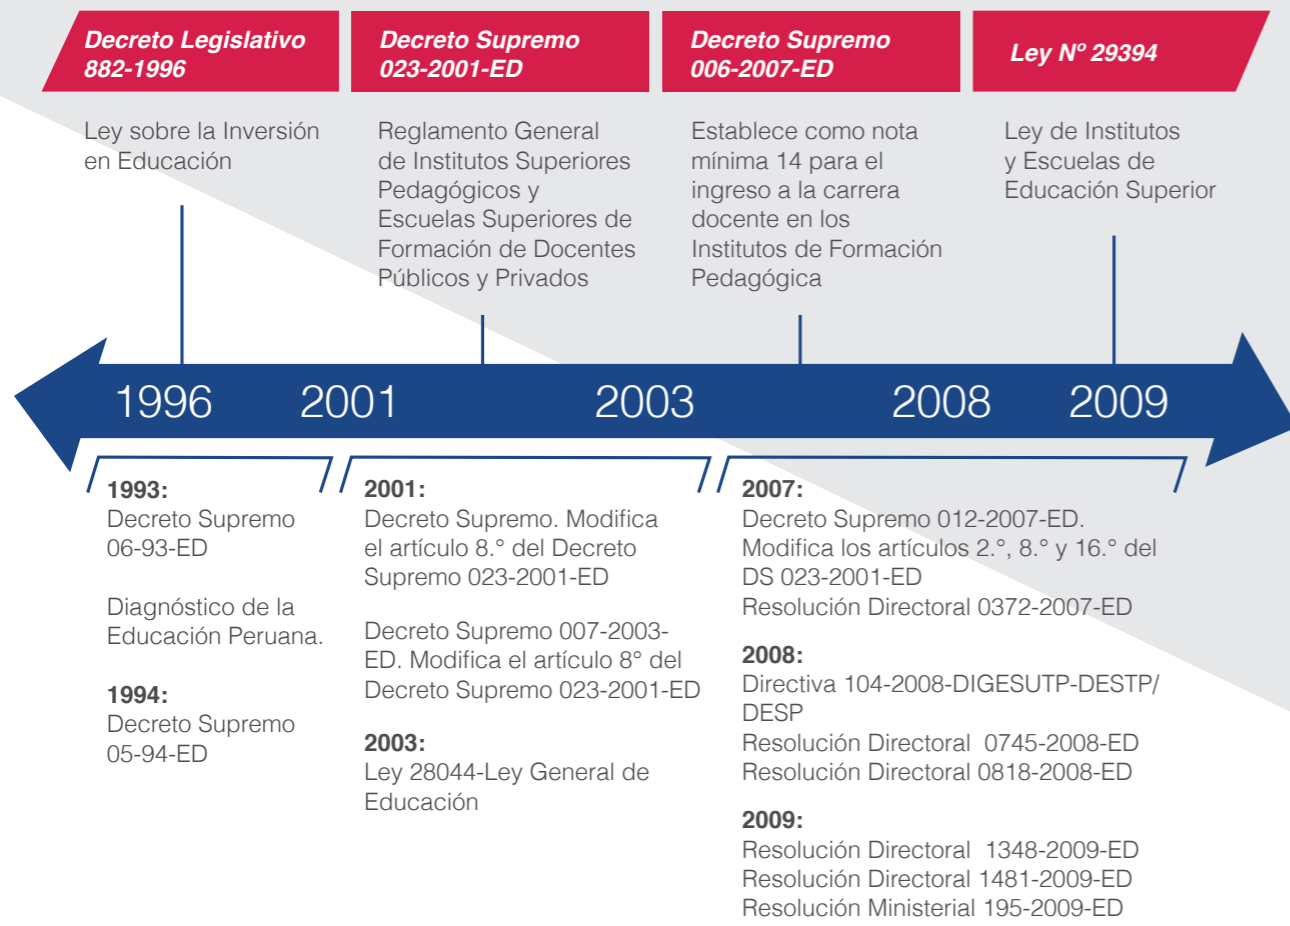 Decreto Legislativo
882-1996
Decreto Supremo
023-2001-ED
Decreto Supremo
006-2007-ED
Ley Nº 29394
Ley sobre la Inversión
en Educación
Reglamento General
de Institutos Superiores
Pedagógicos y
Escuelas Superiores de
Formación de Docentes
Públicos y Privados
Establece como nota
mínima 14 para el
ingreso a la carrera
docente en los
Institutos de Formación
Pedagógica
Ley de Institutos
y Escuelas de
Educación Superior
1996
2001
2003
2008
2009
1993:
Decreto Supremo
06-93-ED
Diagnóstico de la
Educación Peruana.
1994:
Decreto Supremo
05-94-ED
2001:
Decreto Supremo. Modifica
el artículo 8.° del Decreto
Supremo 023-2001-ED
Decreto Supremo 007-2003-
ED. Modifica el artículo 8° del
Decreto Supremo 023-2001-ED
2003:
Ley 28044-Ley General de
Educación
2007:
Decreto Supremo 012-2007-ED.
Modifica los artículos 2.°, 8.° y 16.° del
DS 023-2001-ED
Resolución Directoral 0372-2007-ED
2008:
Directiva 104-2008-DIGESUTP-DESTP/
DESP
Resolución Directoral  0745-2008-ED
Resolución Directoral 0818-2008-ED
2009:
Resolución Directoral  1348-2009-ED
Resolución Directoral 1481-2009-ED
Resolución Ministerial 195-2009-ED